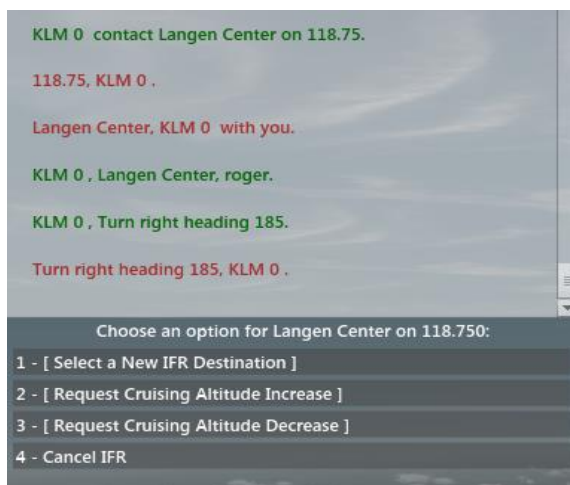 KLM 0  contact Langen Center on 118.75.
118.75, KLM 0 .
Langen Center, KLM 0  with you.
KLM 0 , Langen Center, roger.
KLM 0 , Turn right heading 185.
Turn right heading 185, KLM 0 .
Choose an option for Langen Center on 118.750:
1 - [ Select a New IFR Destination ]
2 - [ Request Cruising Altitude Increase ]
3 - [ Request Cruising Altitude Decrease ]
4 - Cancel IFR